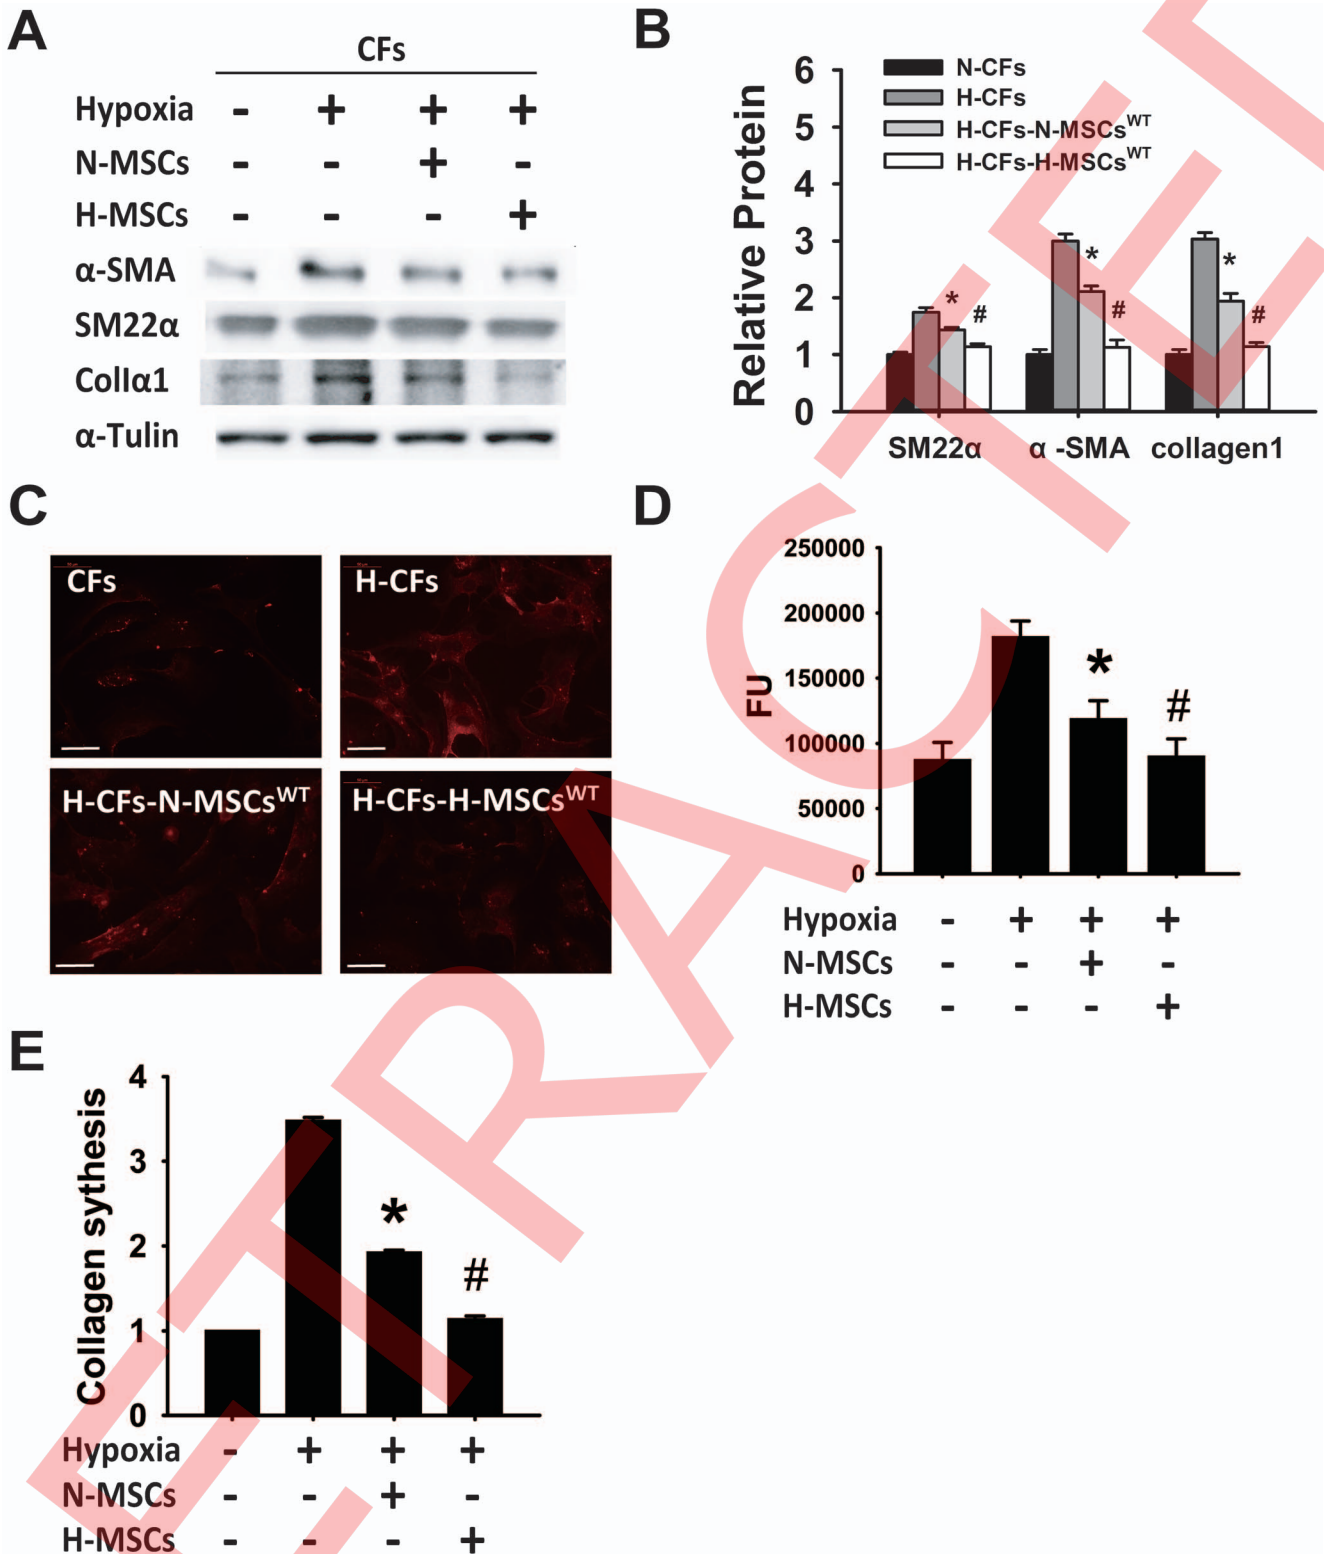 A
CFs
Hypoxia - + + +
N-MSCs - - + -
H-MSCs - - - +
α-SMA
SM22α
ColIα1
α-Tulin
B
Relative Protein
6
5
4
3
2
1
0
N-CFs
H-CFs
H-CFs-N-MSCsWT
H-CFs-H-MSCsWT
* # * # * #
SM22α α -SMA collagen1
C
CFs
H-CFs
H-CFs-N-MSCsWT
H-CFs-H-MSCsWT
D
FU
250000
200000
150000
100000
50000
0
* #
Hypoxia - + + +
N-MSCs - - + -
H-MSCs - - - +
E
Collagen sythesis
4
3
2
1
0
* #
Hypoxia - + + +
N-MSCs - - + -
H-MSCs - - - +
ETRACTE